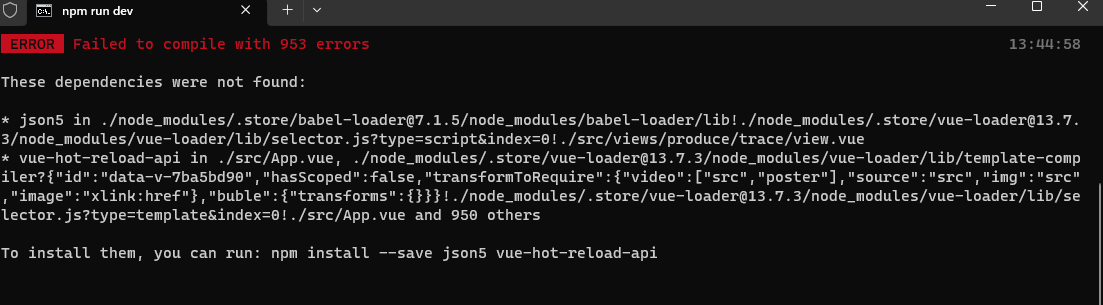 npm run dev
ERROR Failed to compile with 953 errors 13:44:58
These dependencies were not found:
* json5 in ./node_modules/.store/babel-loader@7.1.5/node_modules/babel-loader/lib!./node_modules/.store/vue-loader@13.7.
3/node_modules/vue-loader/lib/selector.js?type=script&index=0!./src/views/produce/trace/view.vue
* vue-hot-reload-api in ./src/App.vue, ./node_modules/.store/vue-loader@13.7.3/node_modules/vue-loader/lib/template-comp
iler?{"id":"data-v-7ba5bd90","hasScoped":false,"transformToRequire":{"video":["src","poster"],"source":"src","img":"src"
,"image":"xlink:href"},"buble":{"transforms":{}}}!./node_modules/.store/vue-loader@13.7.3/node_modules/vue-loader/lib/se
lector.js?type=template&index=0!./src/App.vue and 950 others
To install them, you can run: npm install --save json5 vue-hot-reload-api